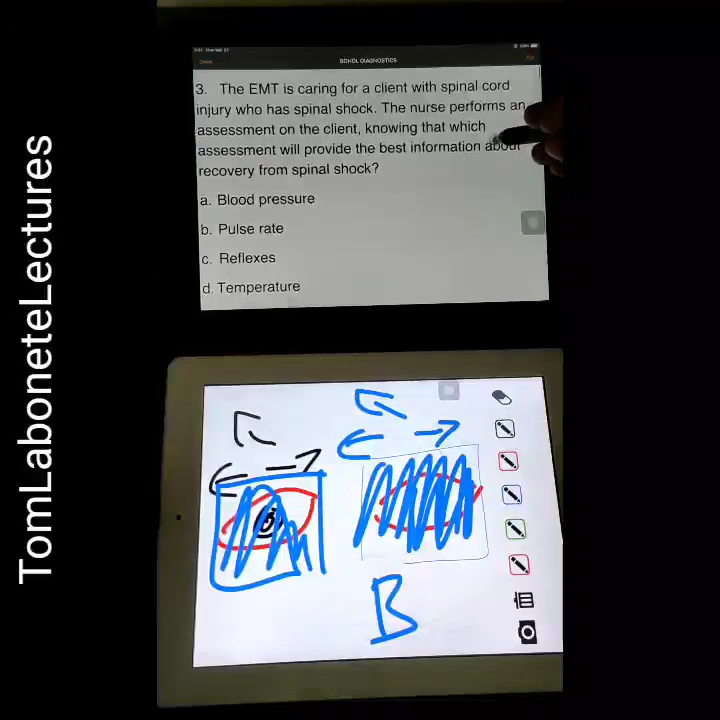 TomLaboneteLectures
BOHOL DIAGNOSTICS
3. The EMT is caring for a client with spinal cord
injury who has spinal shock. The nurse performs an
assessment on the client, knowing that which
assessment will provide the best information about
recovery from spinal shock?
a. Blood pressure
b. Pulse rate
c. Reflexes
d. Temperature
B